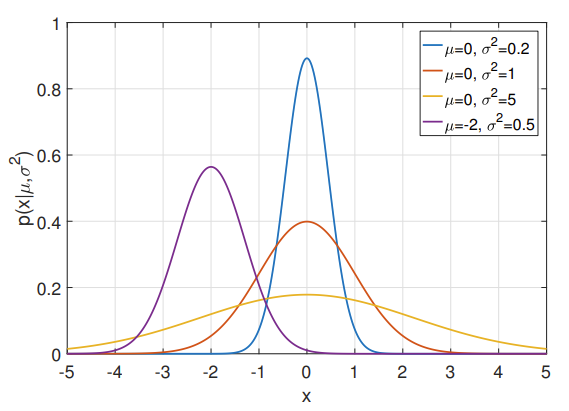 1
0.8
0.6
0.4
0.2
0
-5 -4 -3 -2 -1 0 1 2 3 4 5
x
p(x|μ,σ²)
μ=0, σ²=0.2
μ=0, σ²=1
μ=0, σ²=5
μ=-2, σ²=0.5